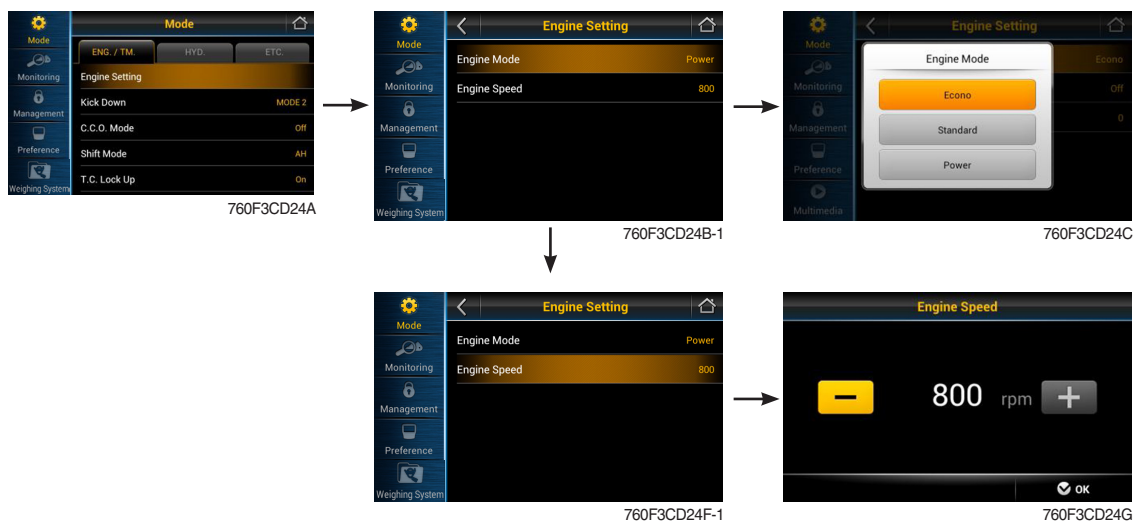 Mode
Mode
Monitoring
Management
Preference
Weighing System
ENG. / TM.
HYD.
ETC.
Engine Setting
Kick Down MODE 2
C.C.O. Mode Off
Shift Mode AH
T.C. Lock Up On
760F3CD24A
Mode
Monitoring
Management
Preference
Weighing System
Engine Setting
Engine Mode Power
Engine Speed 800
760F3CD24B-1
Mode
Monitoring
Management
Preference
Multimedia
Engine Setting
Econo
Off
0
Engine Mode
Econo
Standard
Power
760F3CD24C
Mode
Monitoring
Management
Preference
Weighing System
Engine Setting
Engine Mode Power
Engine Speed 800
760F3CD24F-1
Engine Speed
800 rpm
OK
760F3CD24G